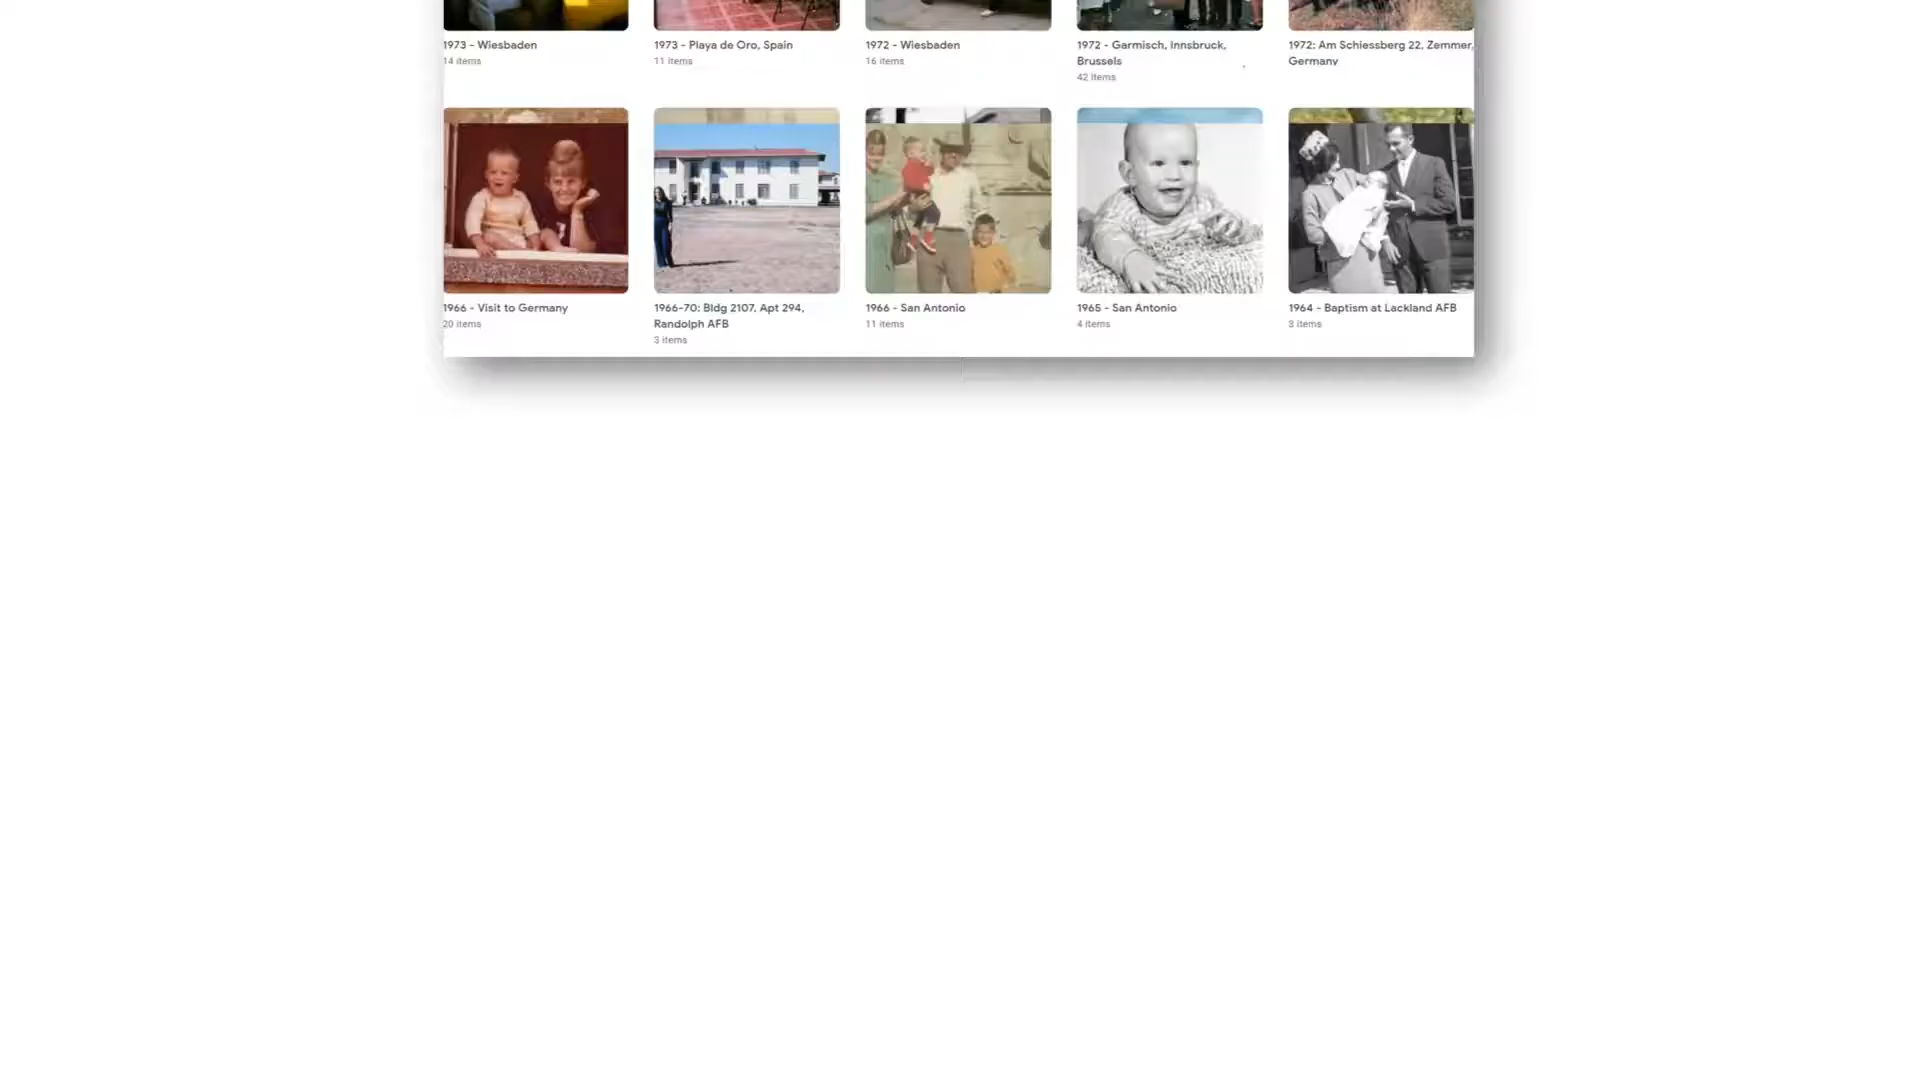 1973 - Wiesbaden
14 items
1973 - Playa de Oro, Spain
11 items
1972 - Wiesbaden
16 items
1972 - Garmisch, Innsbruck,
Brussels
42 items
1972: Am Schiessberg 22, Zemmer,
Germany
1966 - Visit to Germany
20 items
1966-70: Bldg 2107, Apt 294,
Randolph AFB
3 items
1966 - San Antonio
11 items
1965 - San Antonio
4 items
1964 - Baptism at Lackland AFB
3 items